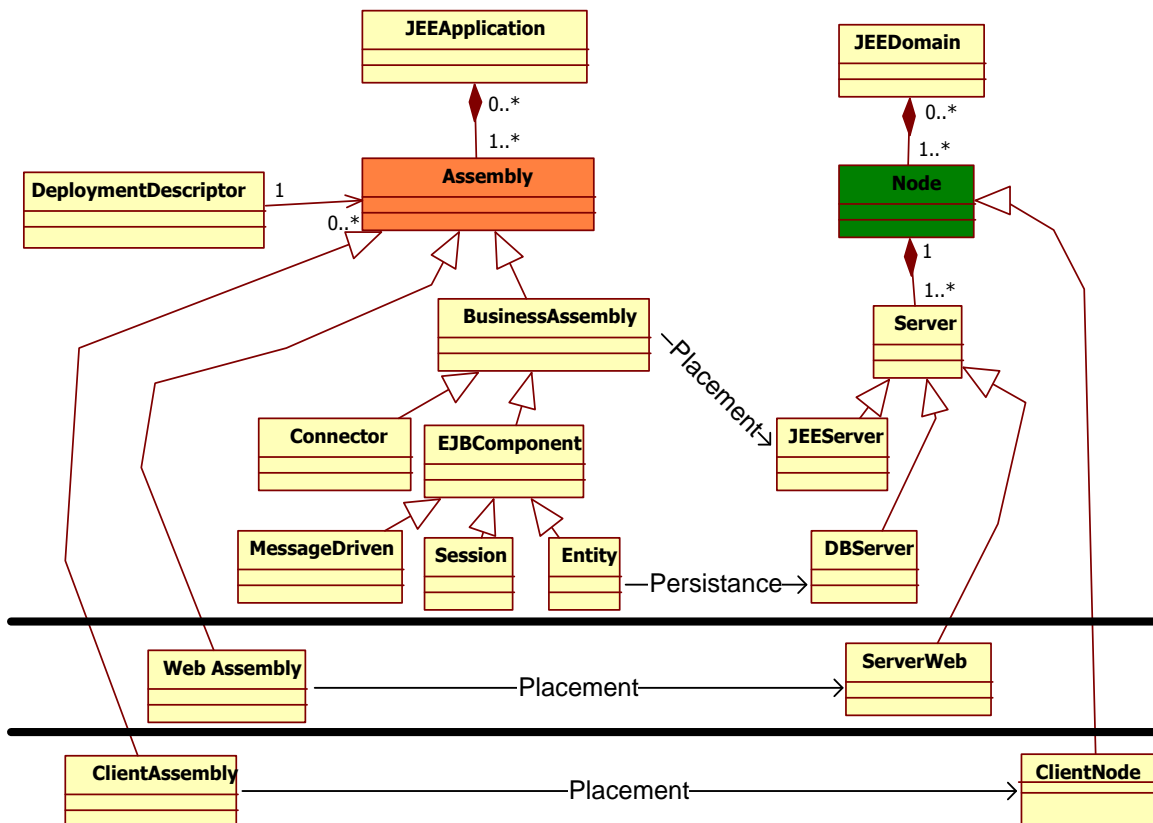 JEEApplication
JEEDomain
0..*
0..*
1..*
1..*
Assembly
Node
DeploymentDescriptor
1
0..*
1
1..*
BusinessAssembly
Server
Placement
Connector
EJBComponent
JEEServer
MessageDriven
Session
Entity
DBServer
Persistance
Web Assembly
ServerWeb
Placement
ClientAssembly
ClientNode
Placement